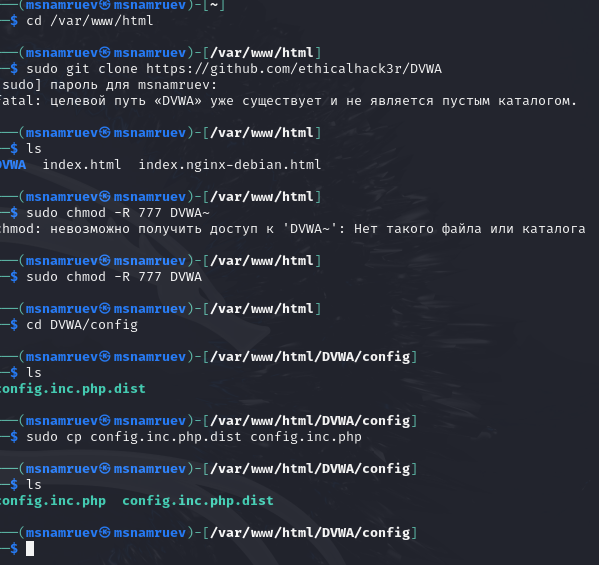 ──(msnamruev㉿msnamruev)-[~]
─$ cd /var/www/html
──(msnamruev㉿msnamruev)-[/var/www/html]
─$ sudo git clone https://github.com/ethicalhack3r/DVWA
sudo] пароль для msnamruev:
fatal: целевой путь «DVWA» уже существует и не является пустым каталогом.
──(msnamruev㉿msnamruev)-[/var/www/html]
─$ ls
DVWA  index.html  index.nginx-debian.html
──(msnamruev㉿msnamruev)-[/var/www/html]
─$ sudo chmod -R 777 DVWA~
chmod: невозможно получить доступ к 'DVWA~': Нет такого файла или каталога
──(msnamruev㉿msnamruev)-[/var/www/html]
─$ sudo chmod -R 777 DVWA
──(msnamruev㉿msnamruev)-[/var/www/html]
─$ cd DVWA/config
──(msnamruev㉿msnamruev)-[/var/www/html/DVWA/config]
─$ ls
config.inc.php.dist
──(msnamruev㉿msnamruev)-[/var/www/html/DVWA/config]
─$ sudo cp config.inc.php.dist config.inc.php
──(msnamruev㉿msnamruev)-[/var/www/html/DVWA/config]
─$ ls
config.inc.php  config.inc.php.dist
──(msnamruev㉿msnamruev)-[/var/www/html/DVWA/config]
─$